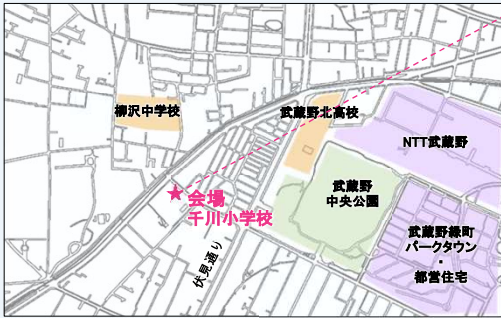 柳沢中学校
武蔵野北高校
NTT武蔵野
会場
千川小学校
武蔵野
中央公園
武蔵野緑町
パークタウン
・
都営住宅
伏見通り